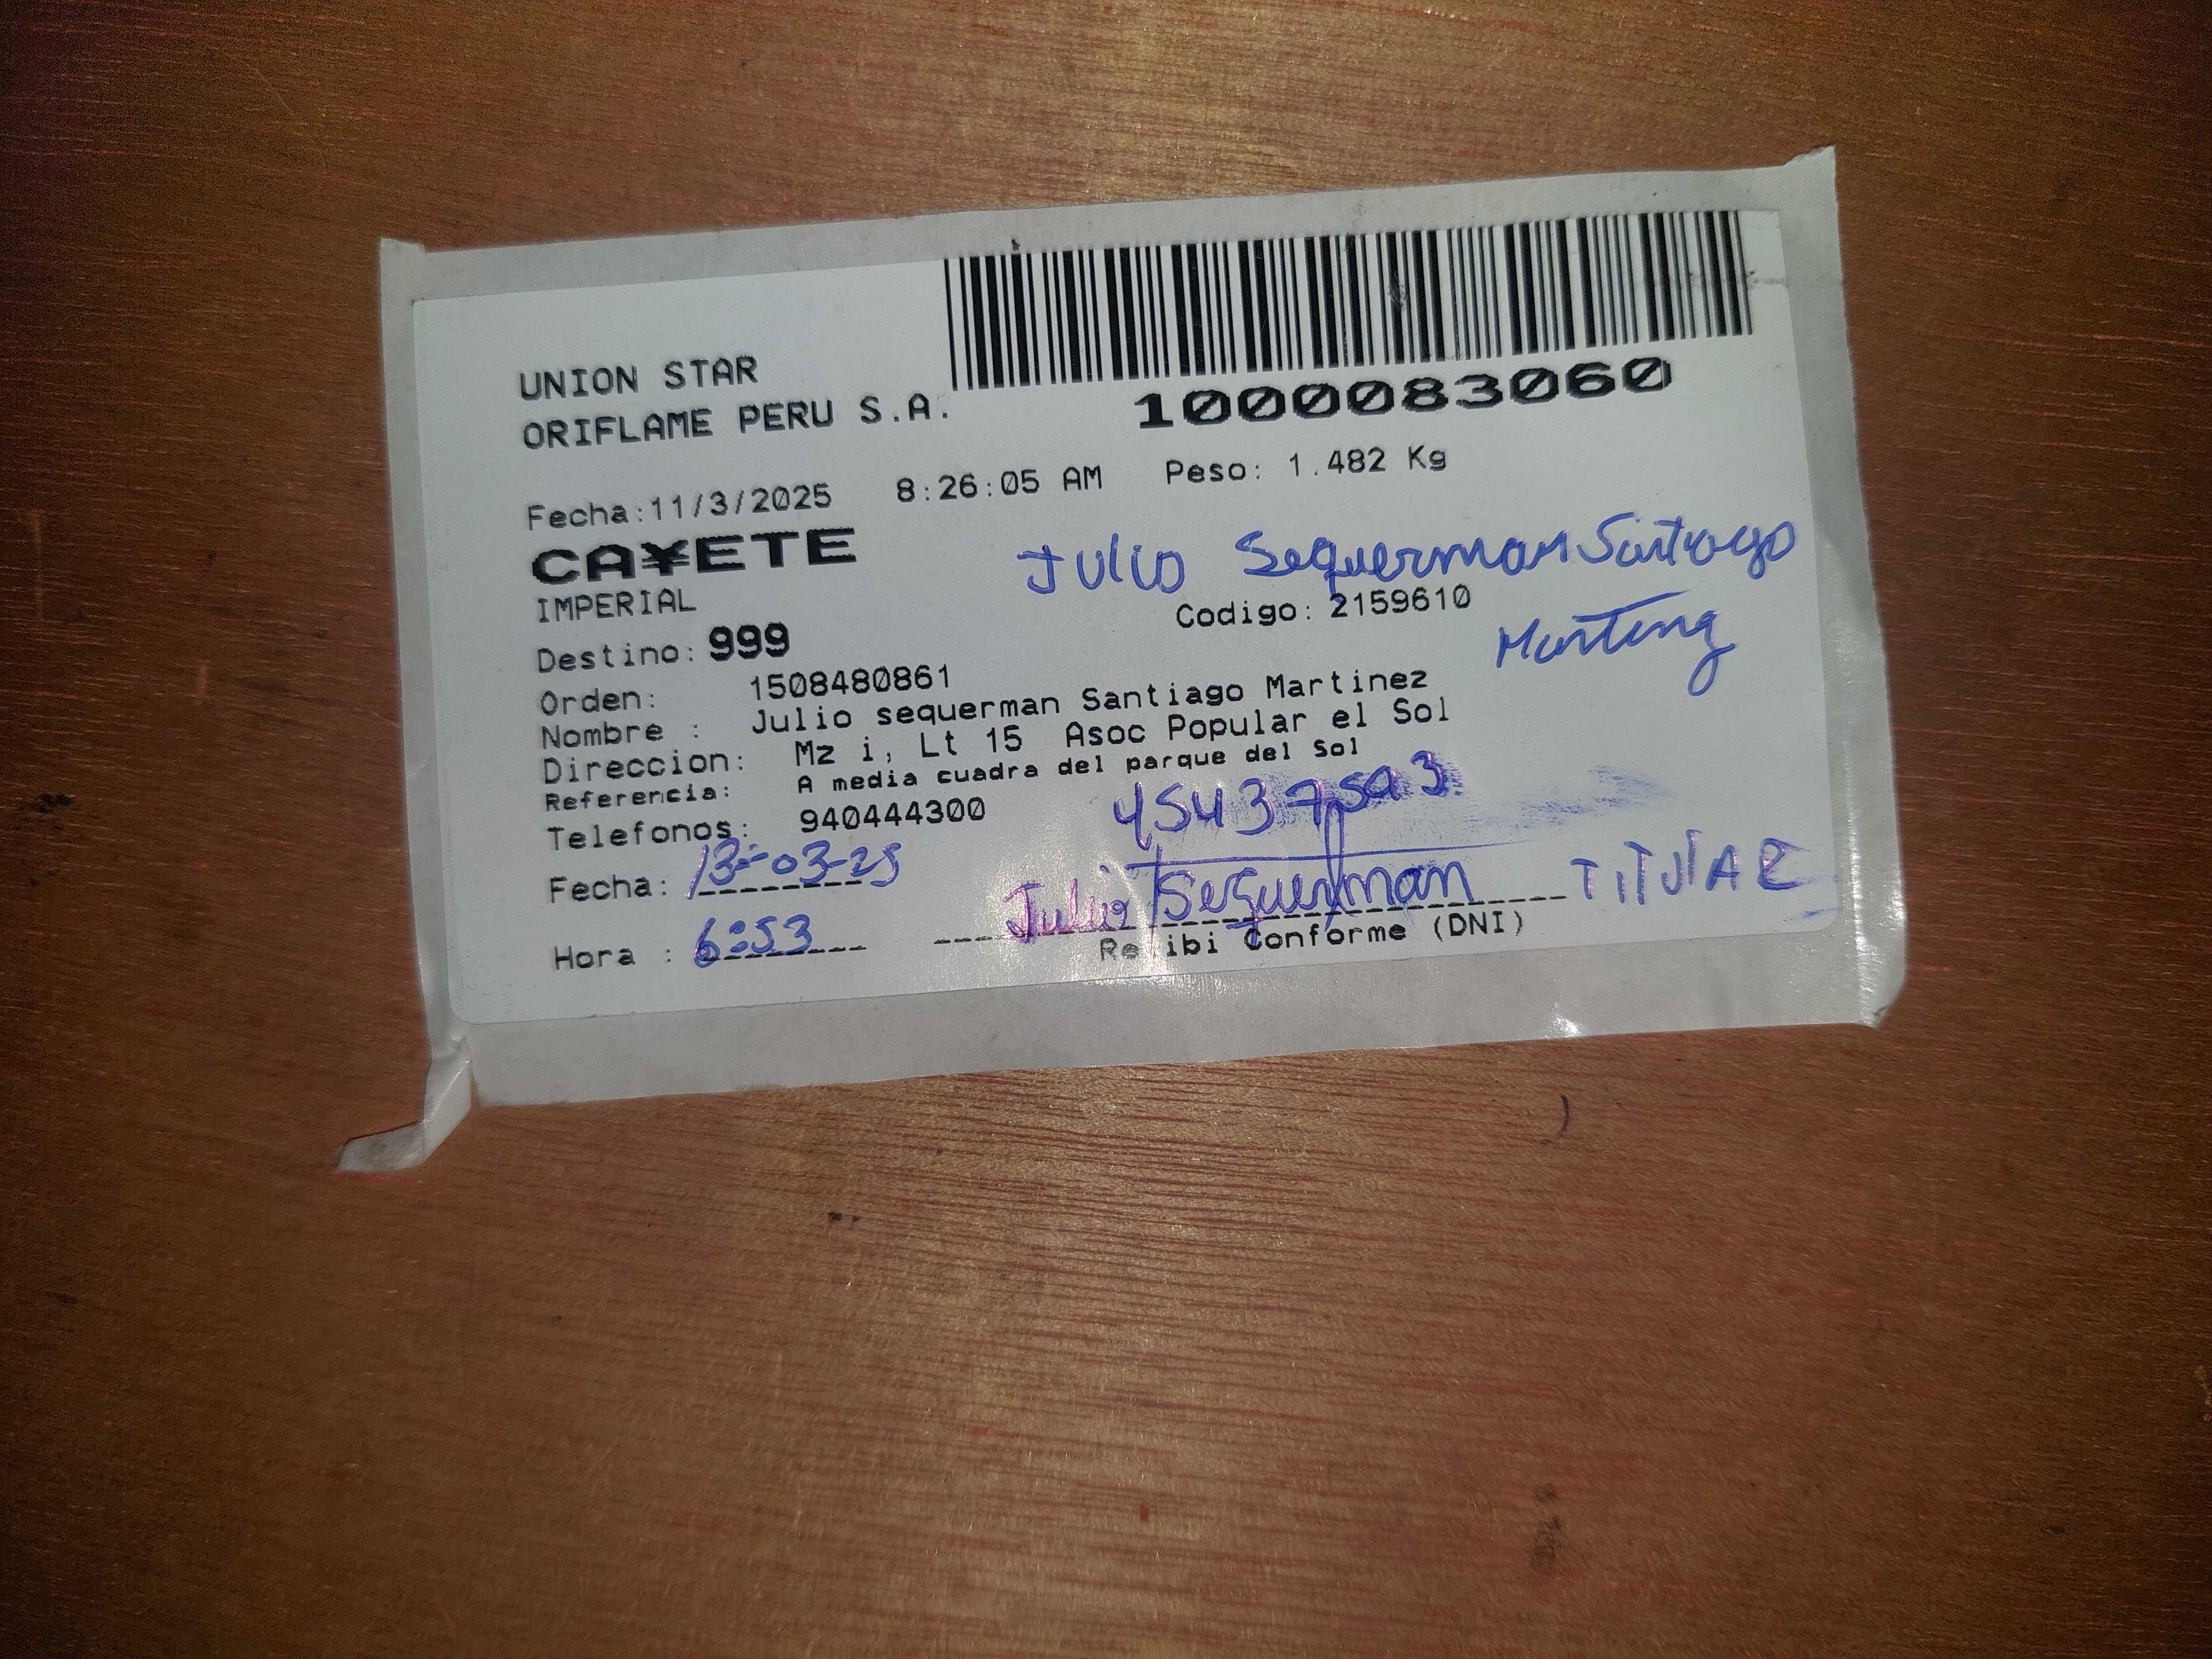 UNION STAR
ORIFLAME PERU S.A.
1000083060
Fecha:11/3/2025 8:26:05 AM Peso: 1.482 Kg
CA¥ETE
Julio Sequerman Santiago
IMPERIAL
Codigo: 2159610
Destino: 999
Orden: 1508480861
Nombre : Julio sequerman Santiago Martinez
Direccion: Mz i, Lt 15 Asoc Popular el Sol
Referencia: A media cuadra del parque del Sol
Telefonos: 940444300
45437593
Fecha: 13-03-25
Julio Sequerman TITULAR
Hora : 6:53
Recibi Conforme (DNI)